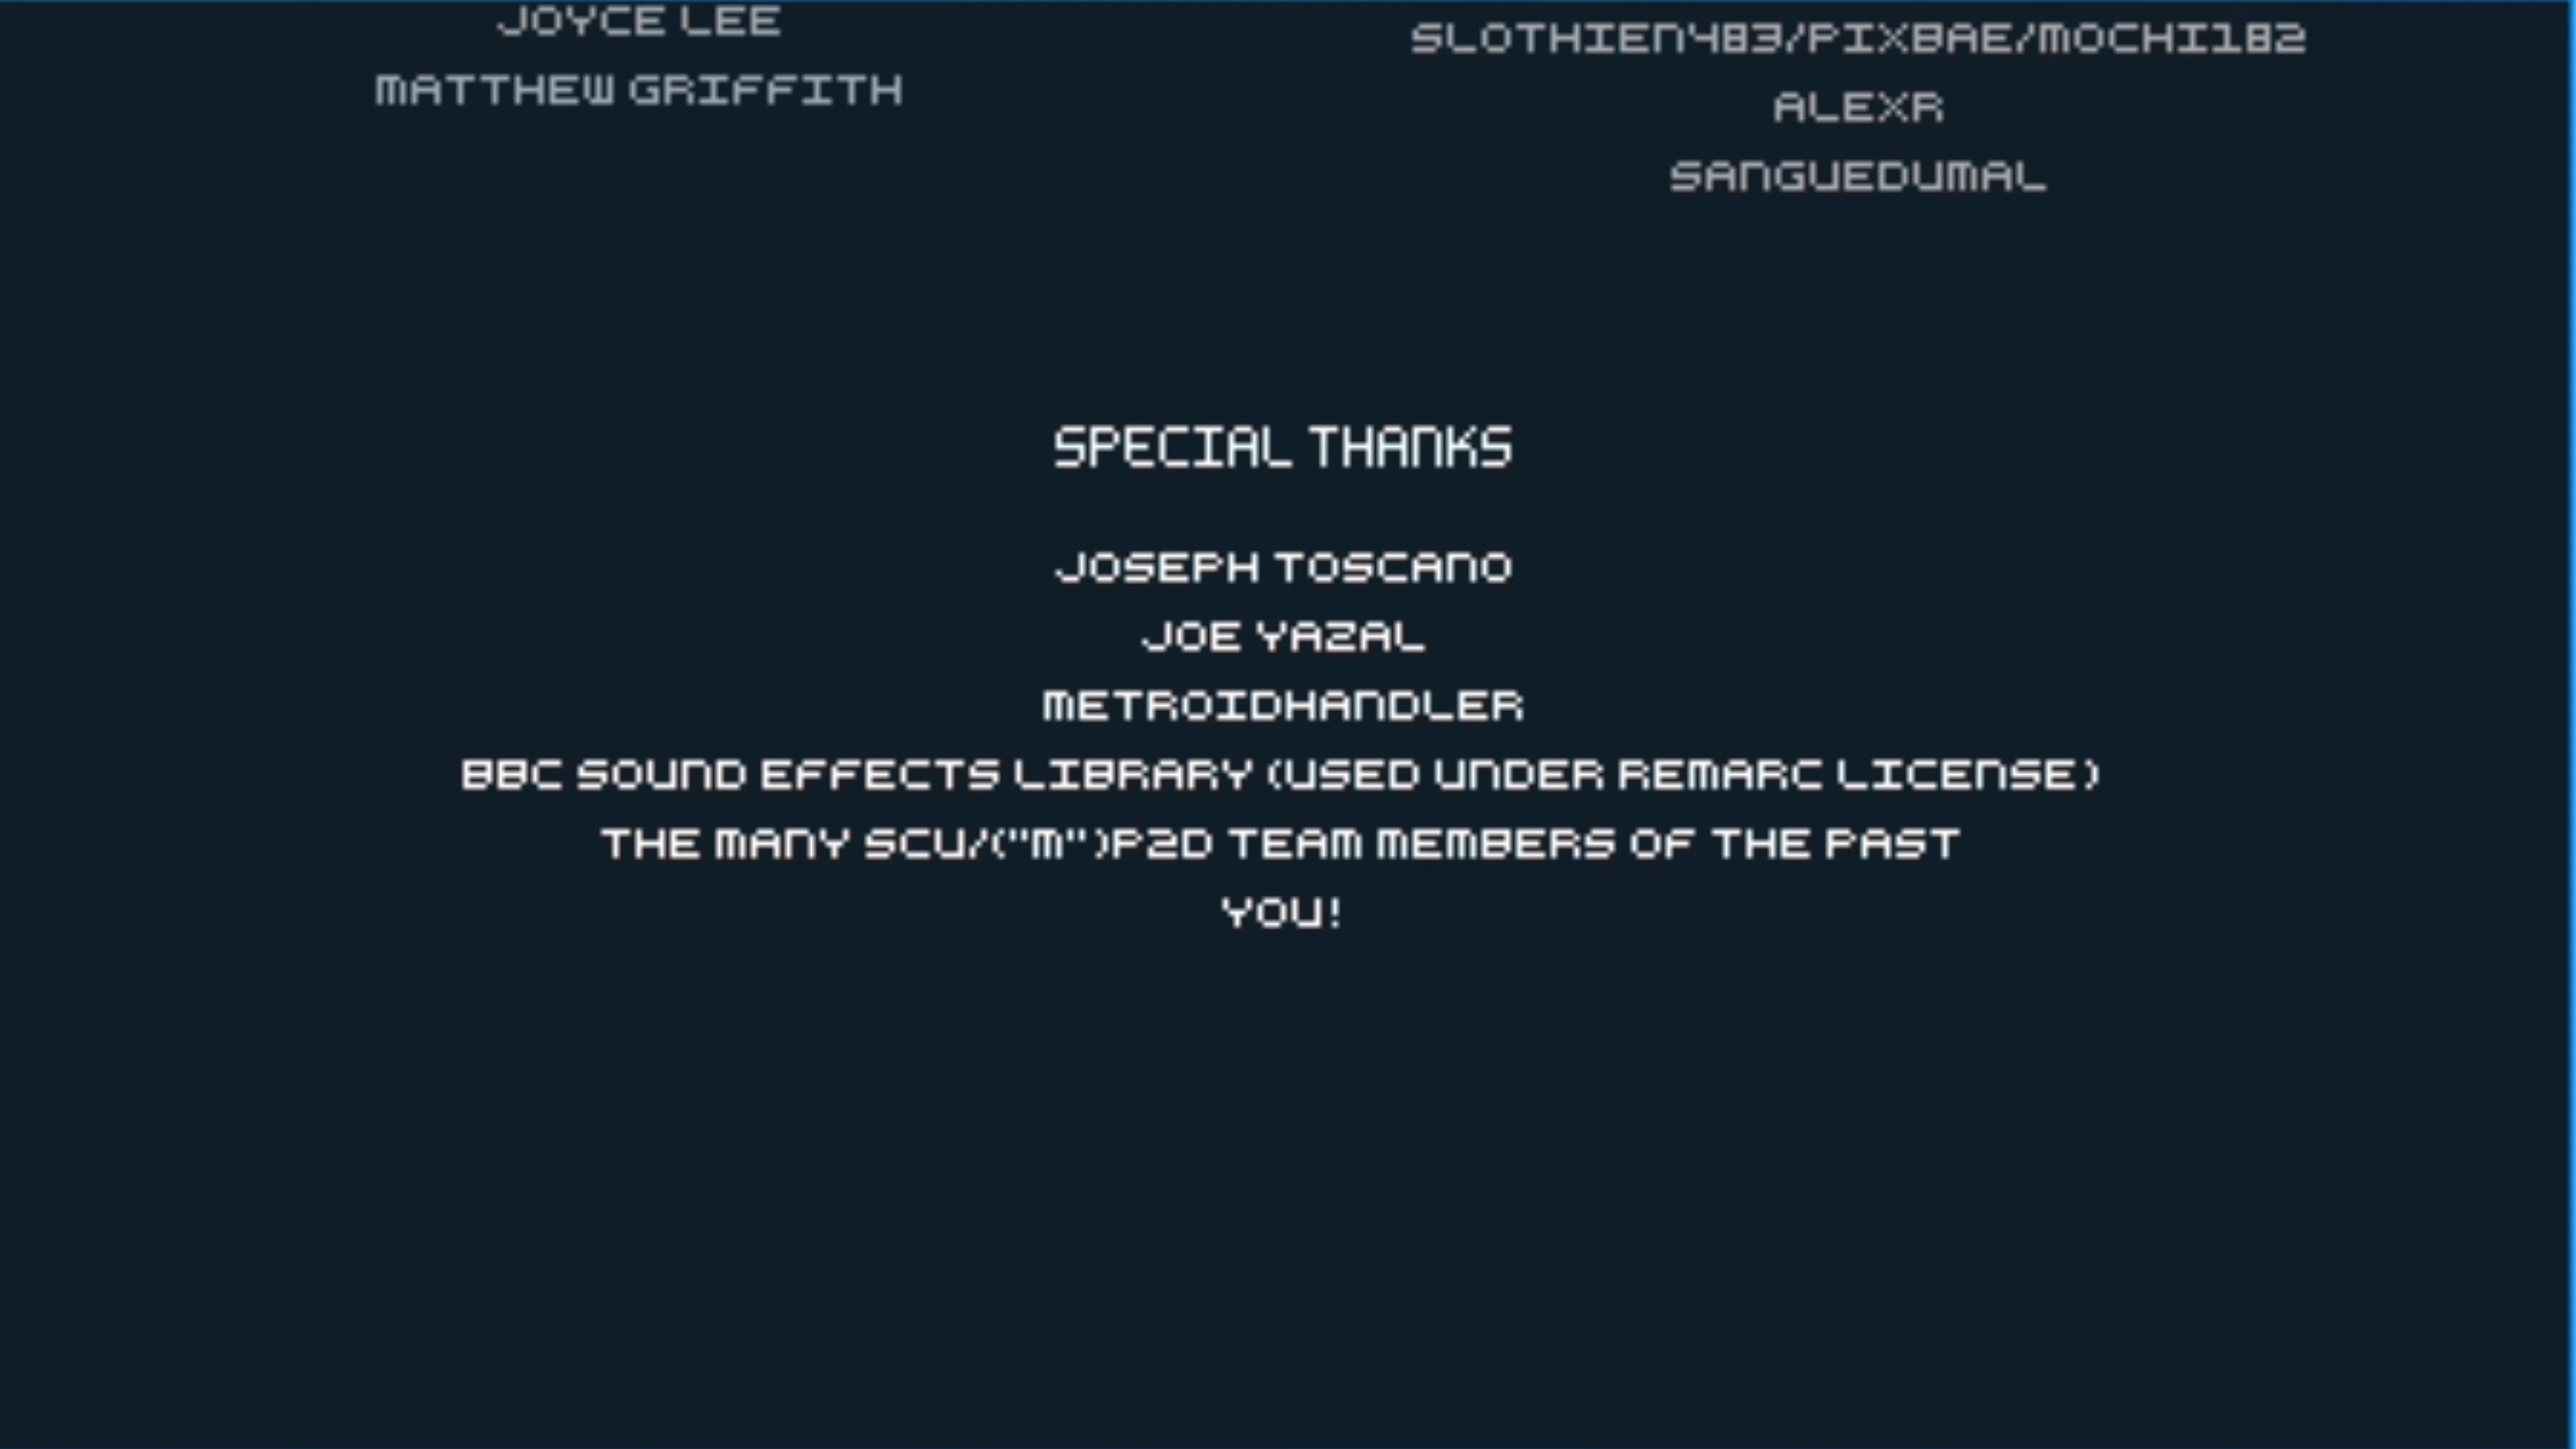 JOYCE LEE
MATTHEW GRIFFITH
SLOTHIEN483/PIXBAE/MOCHI182
ALEXR
SANGUEDUMAL
SPECIAL THANKS
JOSEPH TOSCANO
JOE YAZAL
METROIDHANDLER
BBC SOUND EFFECTS LIBRARY (USED UNDER REMARC LICENSE)
THE MANY SCU/("M")P2D TEAM MEMBERS OF THE PAST
YOU!